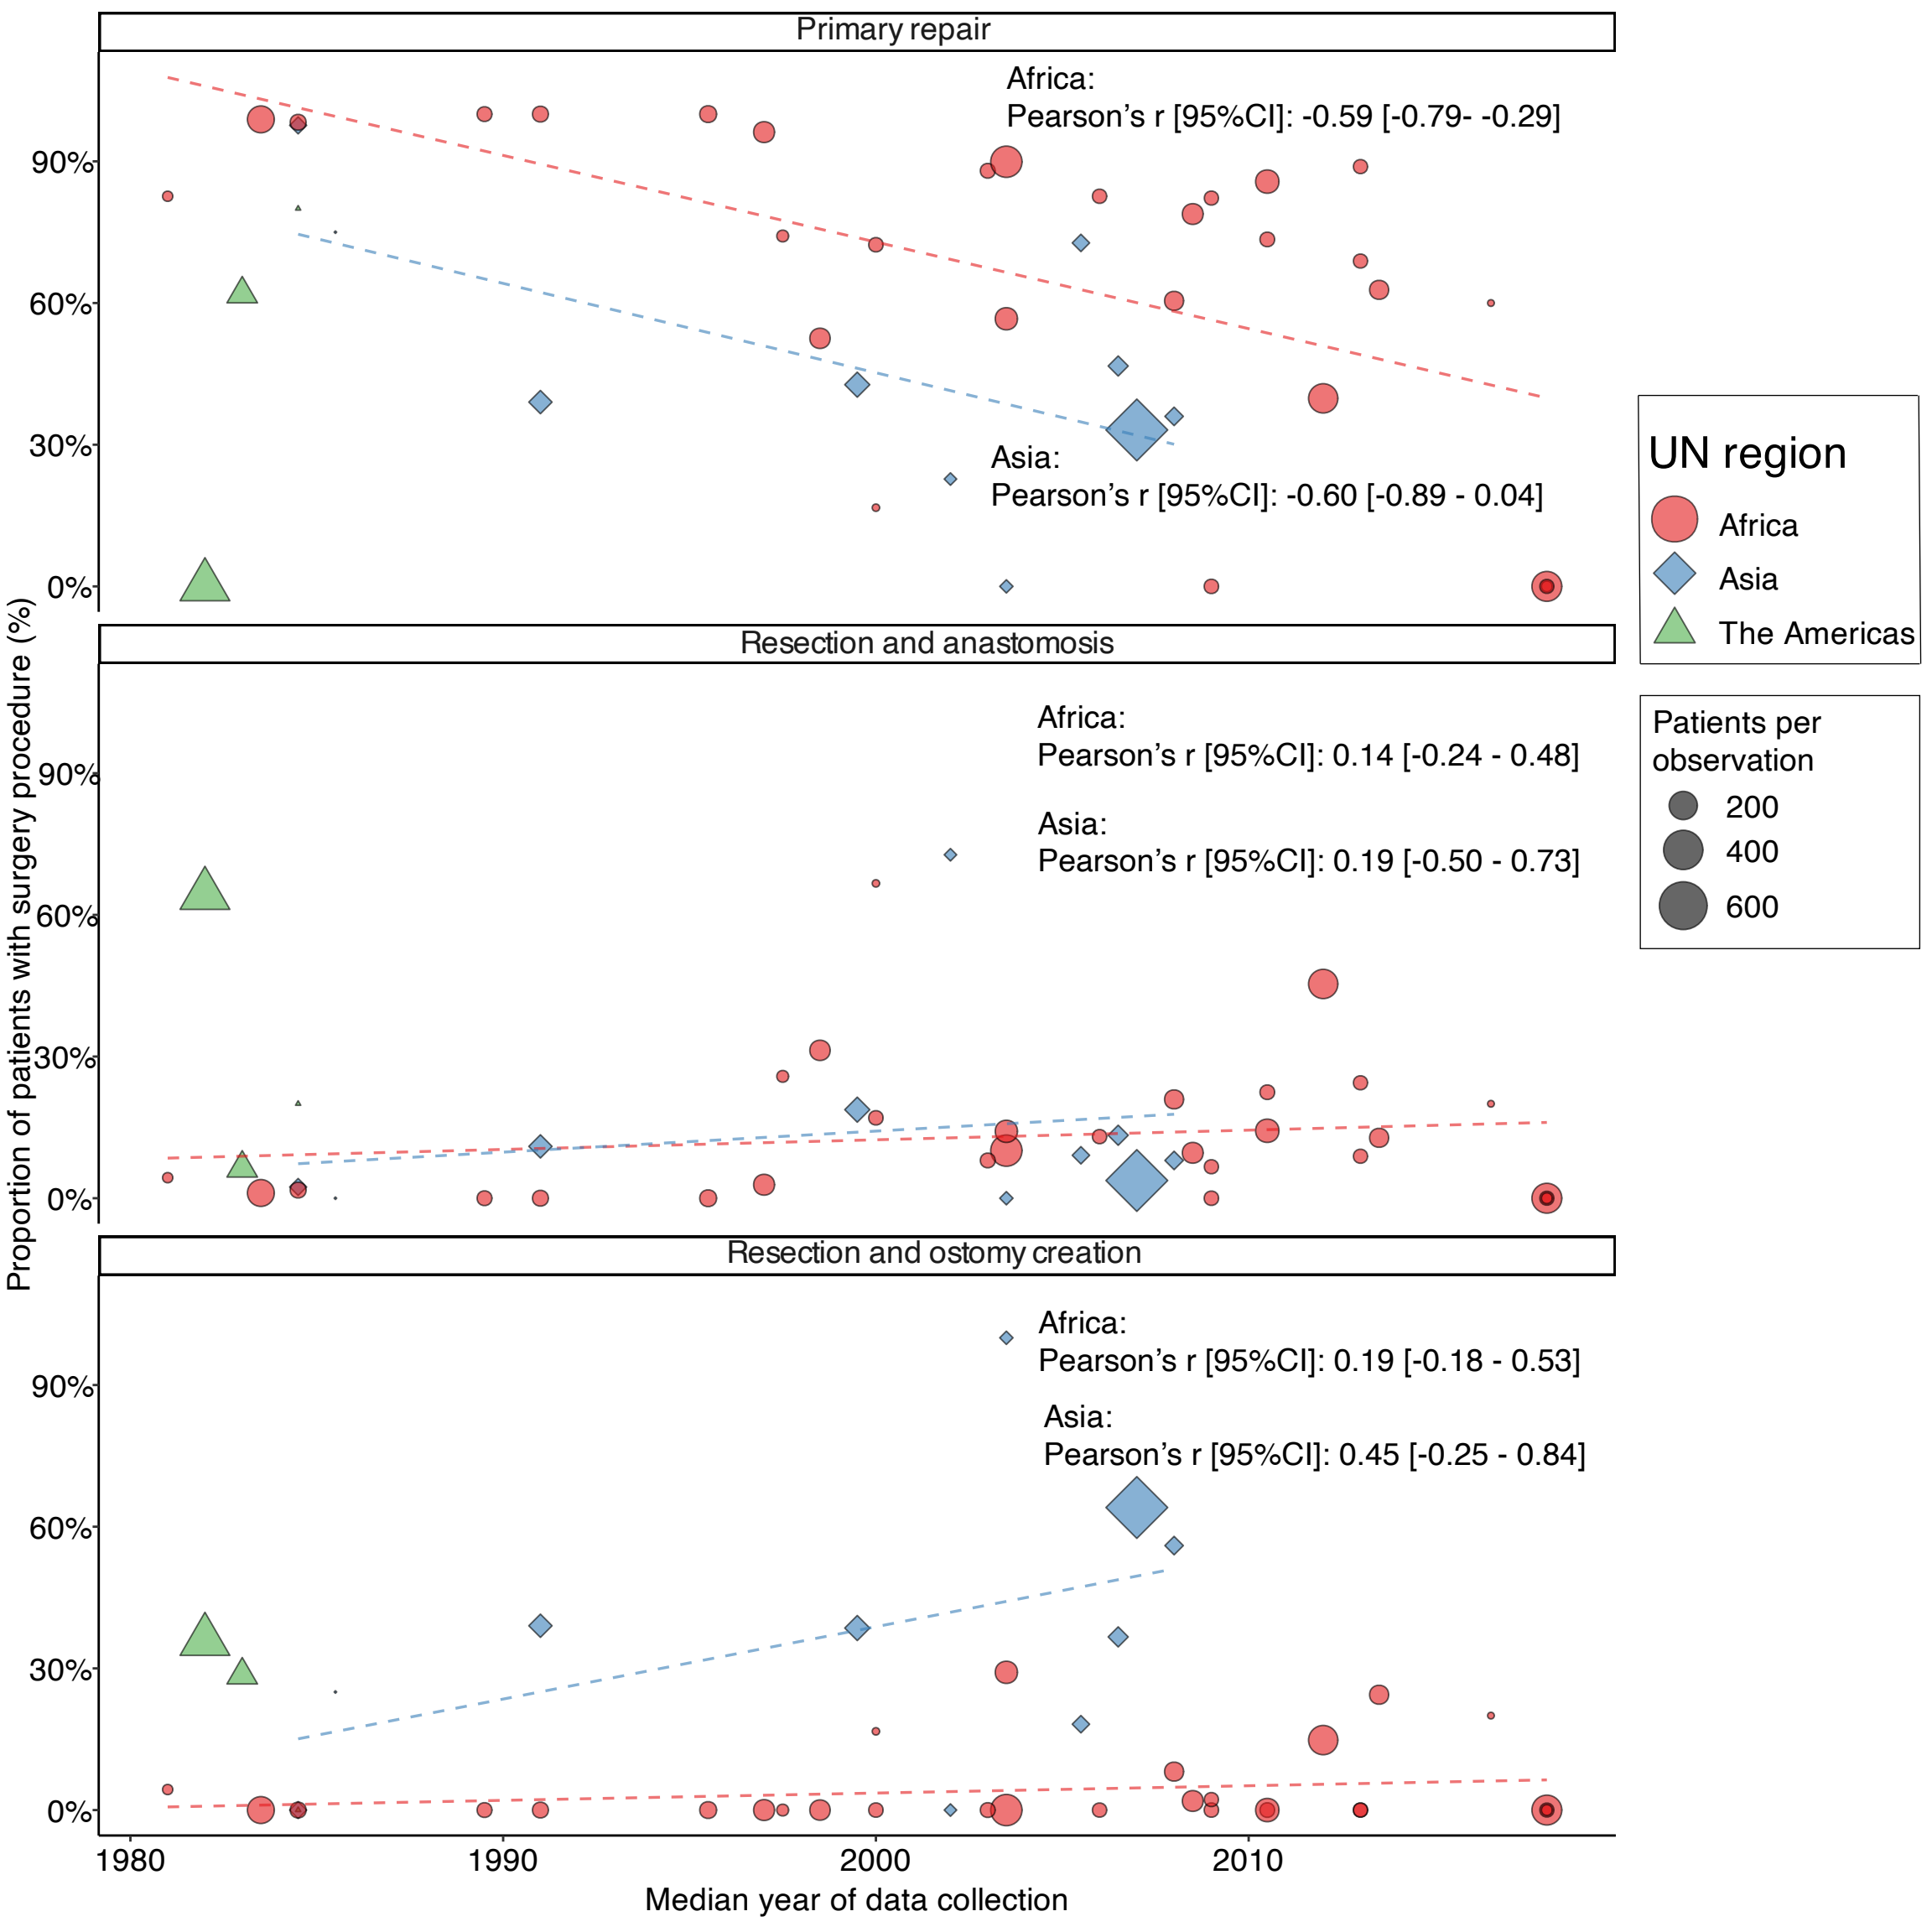 Primary repair
Africa:
Pearson's r [95%CI]: -0.59 [-0.79- -0.29]
90%
60%
30%
0%
Asia:
Pearson's r [95%CI]: -0.60 [-0.89 - 0.04]
Resection and anastomosis
Africa:
Pearson's r [95%CI]: 0.14 [-0.24 - 0.48]
Asia:
Pearson's r [95%CI]: 0.19 [-0.50 - 0.73]
90%
60%
30%
0%
Resection and ostomy creation
Africa:
Pearson's r [95%CI]: 0.19 [-0.18 - 0.53]
Asia:
Pearson's r [95%CI]: 0.45 [-0.25 - 0.84]
90%
60%
30%
0%
1980 1990 2000 2010
Median year of data collection
Proportion of patients with surgery procedure (%)
UN region
Africa
Asia
The Americas
Patients per
observation
200
400
600